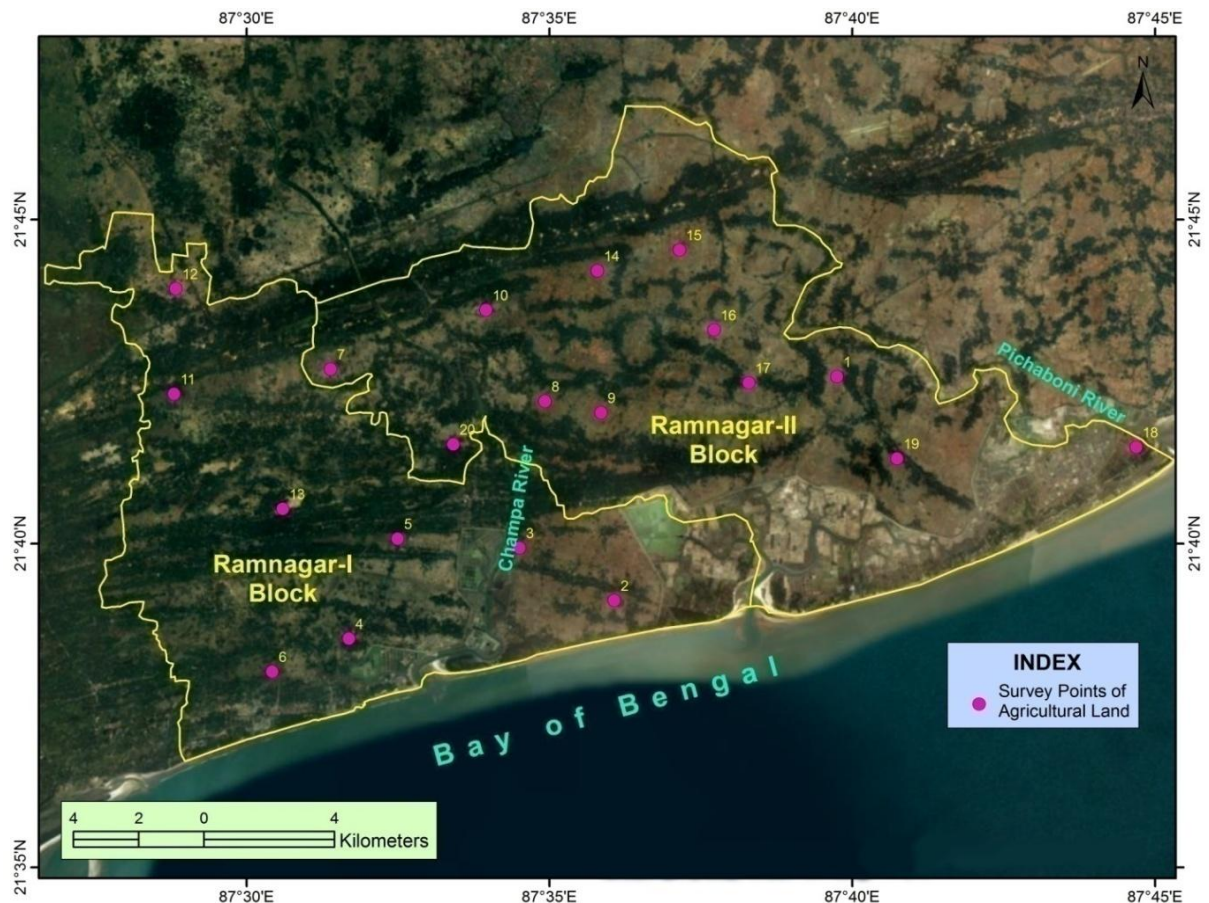 87°30'E 87°35'E 87°40'E 87°45'E
N
21°45'N 21°45'N
15
14
12
10
16
7
17
1
Pichaboni River
11
8
9
Ramnagar-II
Block
20
18
19
Champa River
13
5
3
21°40'N 21°40'N
Ramnagar-I
Block
2
4
6
Bay of Bengal
INDEX
Survey Points of
Agricultural Land
4 2 0 4
Kilometers
21°35'N 21°35'N
87°30'E 87°35'E 87°40'E 87°45'E